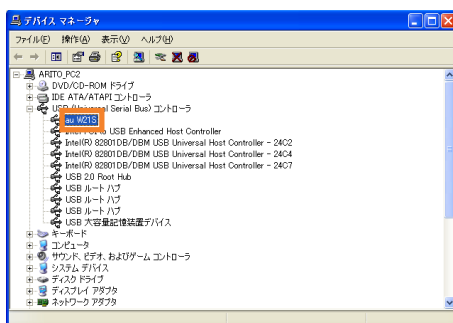 デバイス マネージャ
ファイル(F) 操作(A) 表示(V) ヘルプ(H)
ARITO_PC2
DVD/CD-ROM ドライブ
IDE ATA/ATAPI コントローラ
USB (Universal Serial Bus) コントローラ
au W21S
USB Enhanced Host Controller
Intel(R) 82801DB/DBM USB Universal Host Controller - 24C2
Intel(R) 82801DB/DBM USB Universal Host Controller - 24C4
Intel(R) 82801DB/DBM USB Universal Host Controller - 24C7
USB 2.0 Root Hub
USB ルート ハブ
USB ルート ハブ
USB ルート ハブ
USB 大容量記憶装置デバイス
キーボード
コンピュータ
サウンド、ビデオ、およびゲーム コントローラ
システム デバイス
ディスク ドライブ
ディスプレイ アダプタ
ネットワーク アダプタ